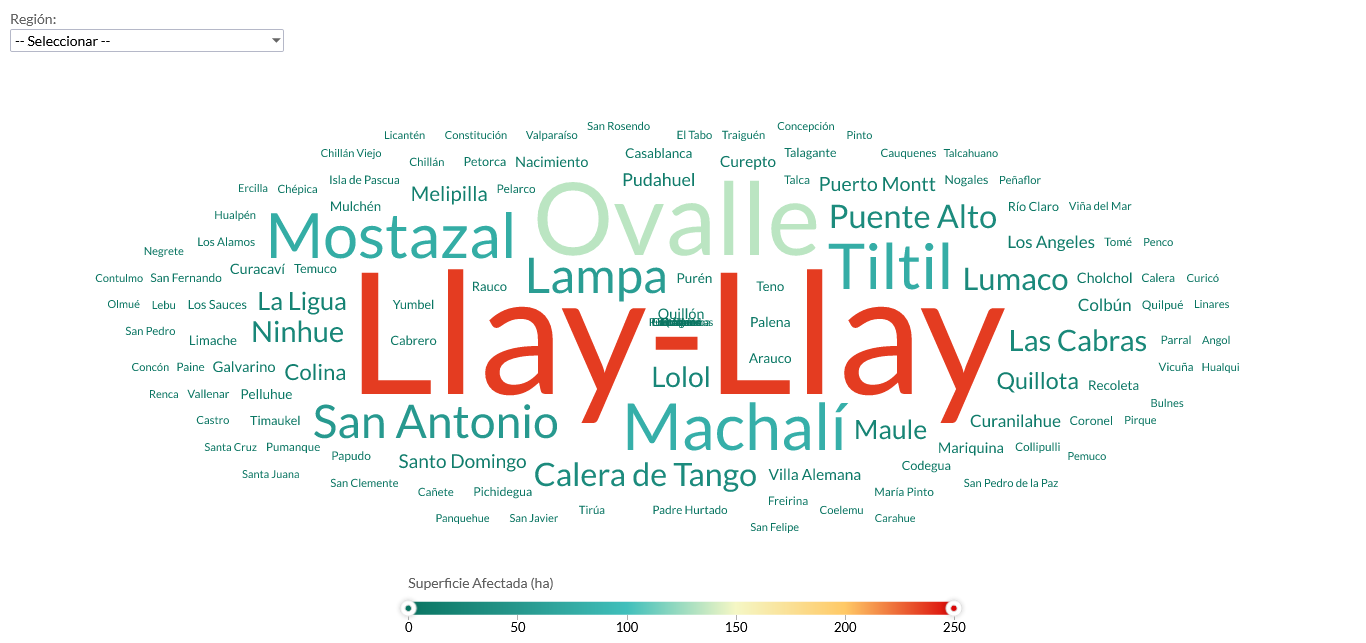 Región:
-- Seleccionar --
San Rosendo Concepción
Licantén Constitución Valparaíso El Tabo Traiguén Pinto
Chillán Viejo Casablanca Talagante Cauquenes Talcahuano
Chillán Petorca Nacimiento Curepto
Isla de Pascua Pudahuel Talca Nogales Peñaflor
Ercilla Chépica Melipilla Pelarco Puerto Montt
Mulchén Río Claro Viña del Mar
Hualpén Mostazal Ovalle Puente Alto
Negrete Los Alamos Los Angeles Tomé Penco
Curacaví Temuco Tiltil
Contulmo San Fernando Lampa Purén Lumaco Cholchol Calera Curicó
Rauco Teno
Olmué Lebu Los Sauces La Ligua Yumbel Colbún Quilpué Linares
Quillón
Llay-Llay
Palena
San Pedro Limache Ninhue Cabrero Las Cabras Parral Angol
Arauco
Concón Paine Galvarino Colina Lolol Vicuña Hualqui
Quillota Recoleta
Renca Vallenar Pelluhue Bulnes
Castro Timaukel San Antonio Machalí Maule Curanilahue Coronel Pirque
Santa Cruz Pumanque Papudo Mariquina Collipulli Pemuco
Santo Domingo Codegua
Santa Juana Calera de Tango Villa Alemana
San Clemente San Pedro de la Paz
Cañete Pichidegua María Pinto
Freirina
Tirúa Padre Hurtado Coelemu
Panquehue San Javier Carahue
San Felipe
Superficie Afectada (ha)
0 50 100 150 200 250